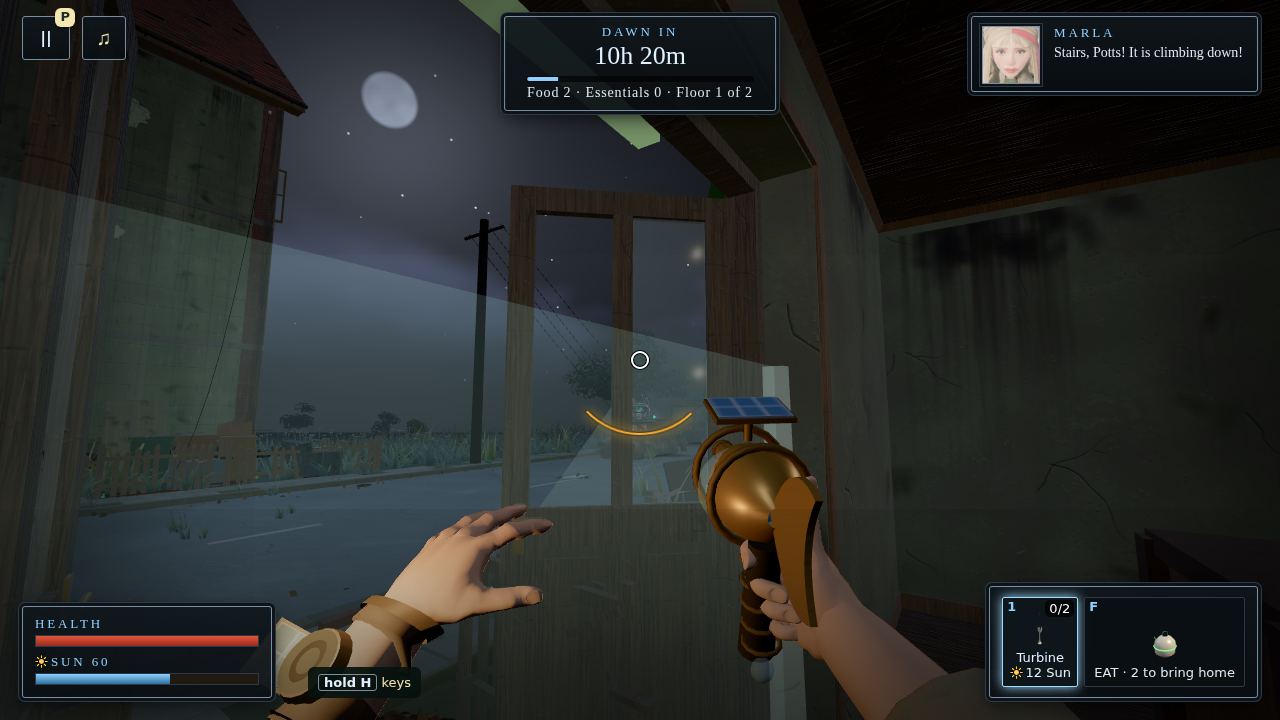 P
DAWN IN
10h 20m
Food 2 · Essentials 0 · Floor 1 of 2
MARLA
Stairs, Potts! It is climbing down!
HEALTH
SUN 60
hold H keys
1
0/2
Turbine
12 Sun
F
EAT · 2 to bring home